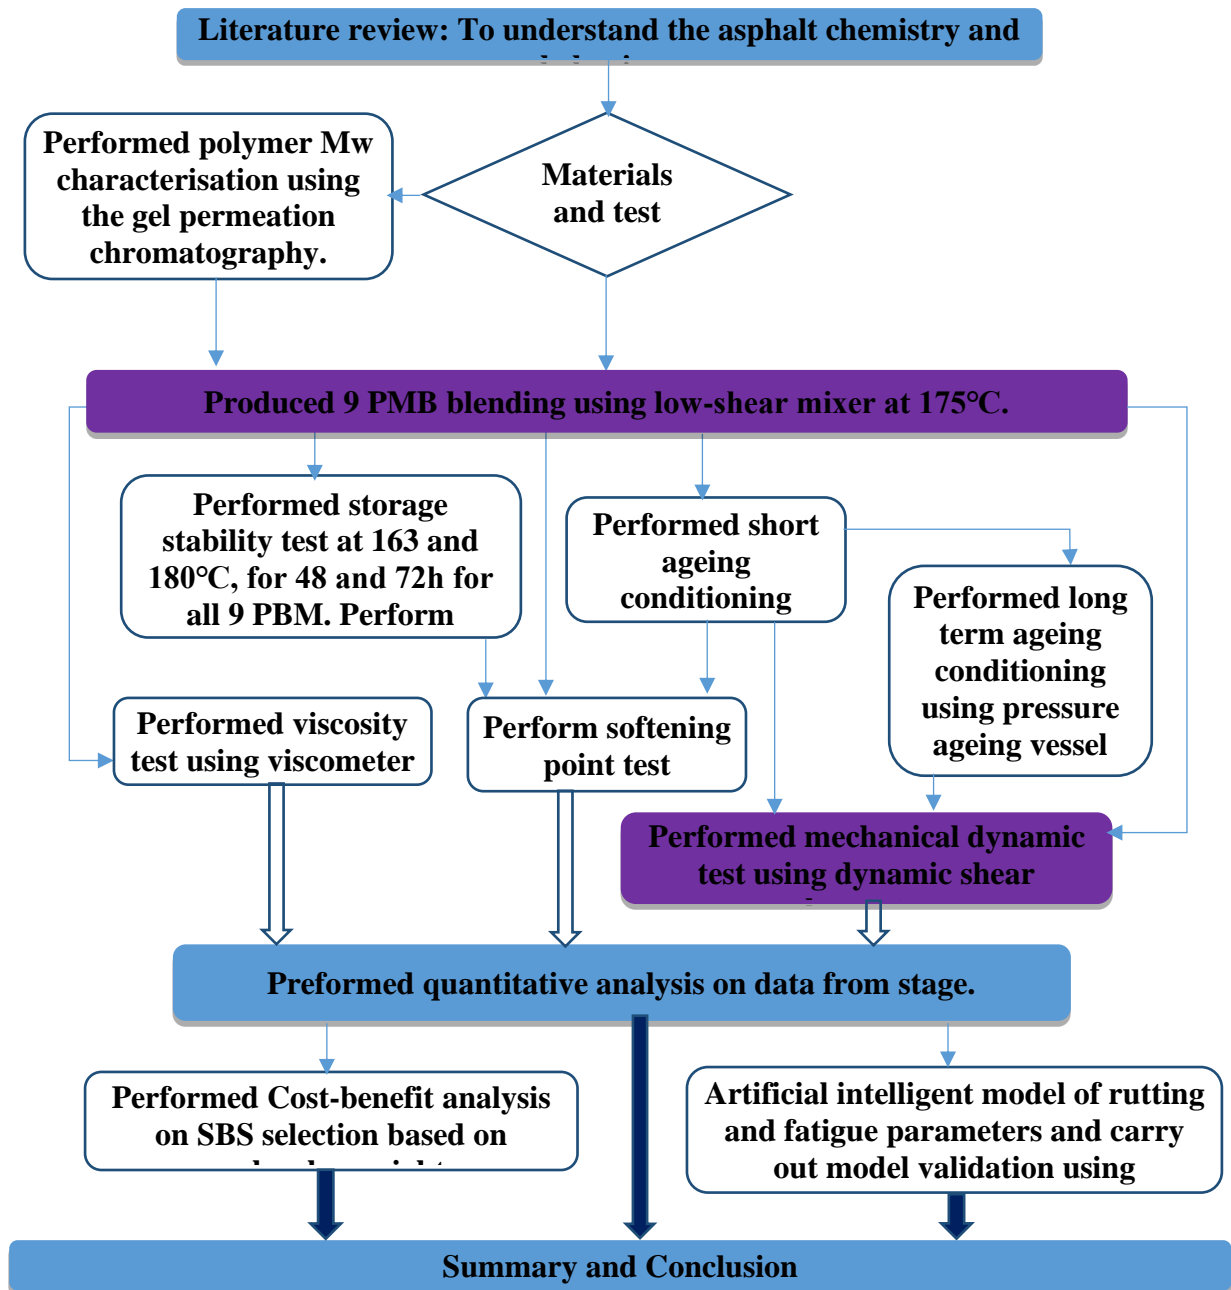 Literature review: To understand the asphalt chemistry and
Performed polymer Mw
characterisation using
the gel permeation
chromatography.
Materials
and test
Produced 9 PMB blending using low-shear mixer at 175°C.
Performed storage
stability test at 163 and
180°C, for 48 and 72h for
all 9 PBM. Perform
Performed short
ageing
conditioning
Performed long
term ageing
conditioning
using pressure
ageing vessel
Performed viscosity
test using viscometer
Perform softening
point test
Performed mechanical dynamic
test using dynamic shear
Preformed quantitative analysis on data from stage.
Performed Cost-benefit analysis
on SBS selection based on
Artificial intelligent model of rutting
and fatigue parameters and carry
out model validation using
Summary and Conclusion